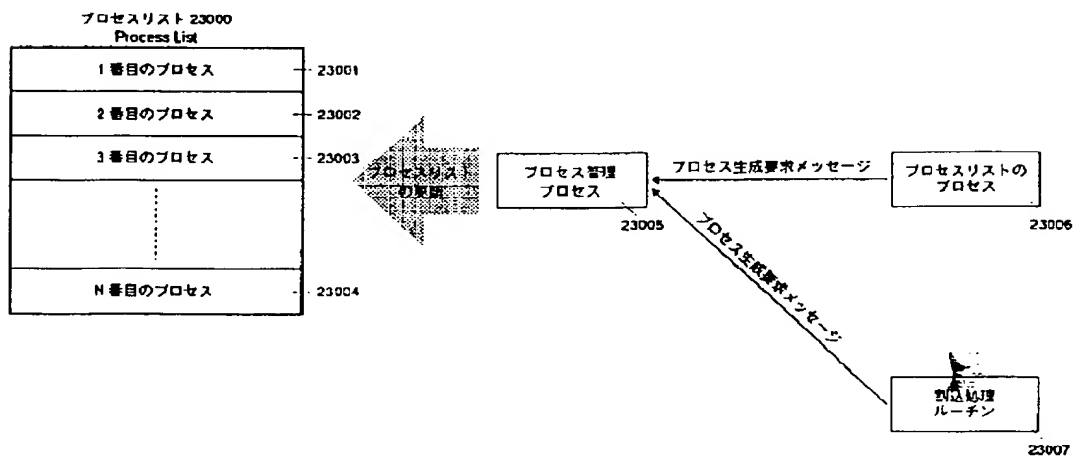 プロセスリスト 23000
Process List
1 番目のプロセス
23001
2 番目のプロセス
23002
3 番目のプロセス
23003
N 番目のプロセス
23004
プロセスリスト
の
プロセス管理
プロセス
23005
プロセス生成要求メッセージ
プロセスリストの
プロセス
23006
プロセス生成要求メッセージ
割込処理
ルーチン
23007